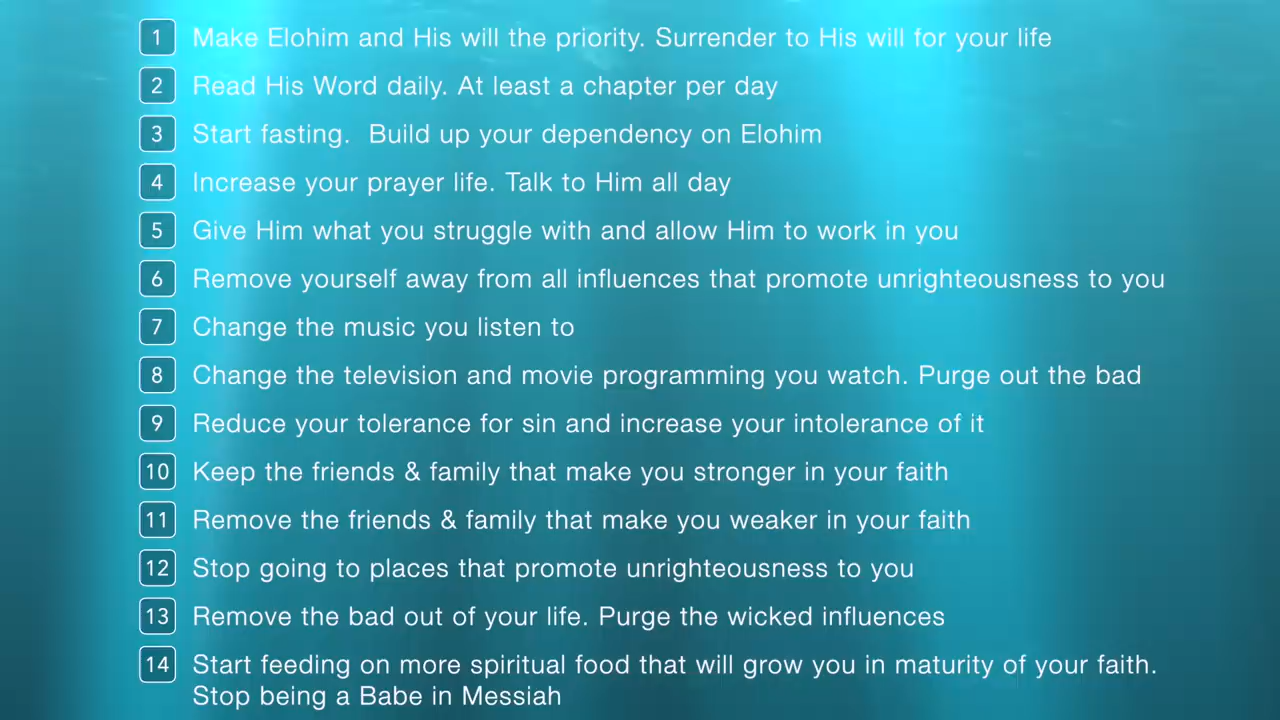 1 Make Elohim and His will the priority. Surrender to His will for your life
2 Read His Word daily. At least a chapter per day
3 Start fasting.  Build up your dependency on Elohim
4 Increase your prayer life. Talk to Him all day
5 Give Him what you struggle with and allow Him to work in you
6 Remove yourself away from all influences that promote unrighteousness to you
7 Change the music you listen to
8 Change the television and movie programming you watch. Purge out the bad
9 Reduce your tolerance for sin and increase your intolerance of it
10 Keep the friends & family that make you stronger in your faith
11 Remove the friends & family that make you weaker in your faith
12 Stop going to places that promote unrighteousness to you
13 Remove the bad out of your life. Purge the wicked influences
14 Start feeding on more spiritual food that will grow you in maturity of your faith.
Stop being a Babe in Messiah